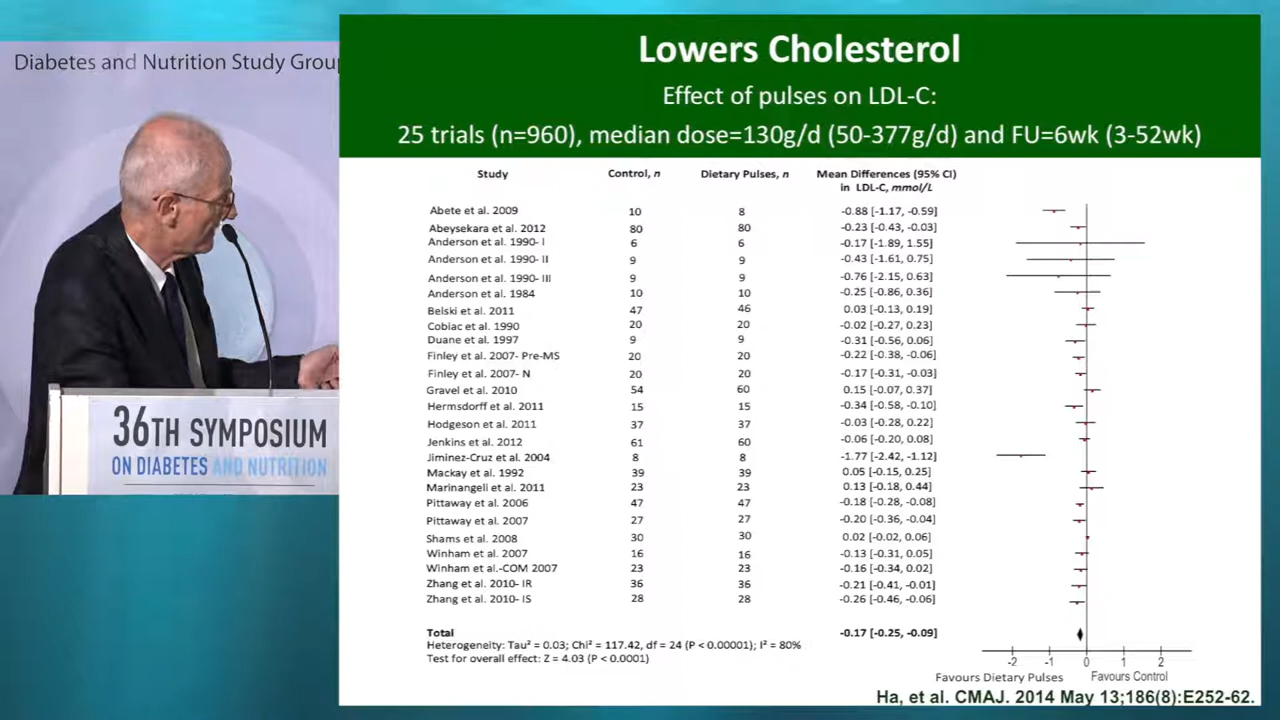 Diabetes and Nutrition Study Group
36TH SYMPOSIUM
ON DIABETES AND NUTRITION
Lowers Cholesterol
Effect of pulses on LDL-C:
25 trials (n=960), median dose=130g/d (50-377g/d) and FU=6wk (3-52wk)
Study Control, n Dietary Pulses, n Mean Differences (95% CI)
in LDL-C, mmol/L
Abete et al. 2009 10 8 -0.88 [-1.17, -0.59]
Abeysekara et al. 2012 80 80 -0.23 [-0.43, -0.03]
Anderson et al. 1990- I 6 6 -0.17 [-1.89, 1.55]
Anderson et al. 1990- II 9 9 -0.43 [-1.61, 0.75]
Anderson et al. 1990- III 9 9 -0.76 [-2.15, 0.63]
Anderson et al. 1984 10 10 -0.25 [-0.86, 0.36]
Belski et al. 2011 47 46 0.03 [-0.13, 0.19]
Cobiac et al. 1990 20 20 -0.02 [-0.27, 0.23]
Duane et al. 1997 9 9 -0.31 [-0.56, 0.06]
Finley et al. 2007- Pre-MS 20 20 -0.22 [-0.38, -0.06]
Finley et al. 2007- N 20 20 -0.17 [-0.31, -0.03]
Gravel et al. 2010 54 60 0.15 [-0.07, 0.37]
Hermsdorff et al. 2011 15 15 -0.34 [-0.58, -0.10]
Hodgeson et al. 2011 37 37 -0.03 [-0.28, 0.22]
Jenkins et al. 2012 61 60 -0.06 [-0.20, 0.08]
Jiminez-Cruz et al. 2004 8 8 -1.77 [-2.42, -1.12]
Mackay et al. 1992 39 39 0.05 [-0.15, 0.25]
Marinangeli et al. 2011 23 23 0.13 [-0.18, 0.44]
Pittaway et al. 2006 47 47 -0.18 [-0.28, -0.08]
Pittaway et al. 2007 27 27 -0.20 [-0.36, -0.04]
Shams et al. 2008 30 30 0.02 [-0.02, 0.06]
Winham et al. 2007 16 16 -0.13 [-0.31, 0.05]
Winham et al.-COM 2007 23 23 -0.16 [-0.34, 0.02]
Zhang et al. 2010- IR 36 36 -0.21 [-0.41, -0.01]
Zhang et al. 2010- IS 28 28 -0.26 [-0.46, -0.06]
Total -0.17 [-0.25, -0.09]
Heterogeneity: Tau² = 0.03; Chi² = 117.42, df = 24 (P < 0.00001); I² = 80%
Test for overall effect: Z = 4.03 (P < 0.0001)
-2 -1 0 1 2
Favours Dietary Pulses Favours Control
Ha, et al. CMAJ. 2014 May 13;186(8):E252-62.